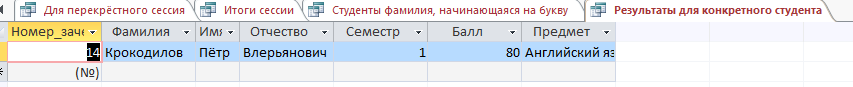 Для перекрёстного сессия Итоги сессии Студенты фамилия, начинающаяся на букву Результаты для конкретного студента
Номер_заче Фамилия Имя Отчество Семестр Балл Предмет
14 Крокодилов Пётр Влерьянович 1 80 Английский яз
* (№)